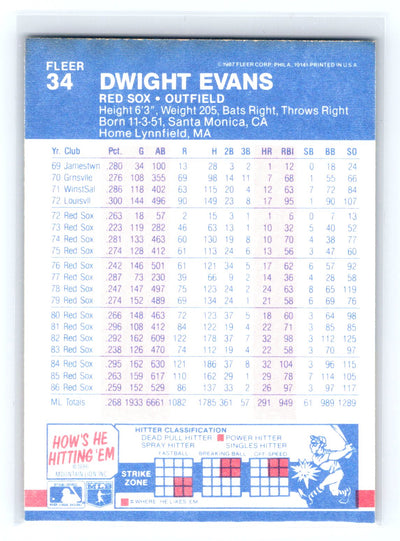 ©1987 FLEER CORP., PHILA., 19141 PRINTED IN U.S.A.
FLEER
34
DWIGHT EVANS
RED SOX • OUTFIELD
Height 6'3", Weight 205, Bats Right, Throws Right
Born 11-3-51, Santa Monica, CA
Home Lynnfield, MA
Yr. Club Pct. G AB R H 2B 3B HR RBI SB BB SO
69 Jamestwn .280 34 100 13 28 3 2 1 12 0 18 24
70 Grnsvlle .276 108 355 69 98 14 11 7 68 1 55 66
71 WinstSal .286 118 402 63 115 20 4 12 63 7 72 84
72 Louisvll .300 144 496 90 149 23 2 17 95 1 90 107
72 Red Sox .263 18 57 2 15 3 1 1 6 0 7 13
73 Red Sox .223 119 282 46 63 13 1 10 32 5 40 52
74 Red Sox .281 133 463 60 130 19 8 10 70 4 38 77
75 Red Sox .274 128 412 61 113 24 6 13 56 3 47 60
76 Red Sox .242 146 501 61 121 34 5 17 62 6 57 92
77 Red Sox .287 73 230 39 66 9 2 14 36 4 28 58
78 Red Sox .247 147 497 75 123 24 2 24 63 8 65 119
79 Red Sox .274 152 489 69 134 24 1 21 58 6 69 76
80 Red Sox .266 148 463 72 123 37 5 18 60 3 64 98
81 Red Sox .296 108 412 84 122 19 4 22 71 3 85 85
82 Red Sox .292 162 609 122 178 37 7 32 98 3 112 125
83 Red Sox .238 126 470 74 112 19 4 22 58 3 70 97
84 Red Sox .295 162 630 121 186 37 8 32 104 3 96 115
85 Red Sox .263 159 617 110 162 29 1 29 78 7 114 105
86 Red Sox .259 152 529 86 137 33 2 26 97 3 97 117
ML Totals .268 1933 6661 1082 1785 361 57 291 949 61 989 1289
HOW'S HE
HITTING 'EM
HITTER CLASSIFICATION
DEAD PULL HITTER POWER HITTER
SPRAY HITTER SINGLES HITTER
FASTBALL BREAKING BALL OFF SPEED
STRIKE
ZONE
= WHERE HE LIKES 'EM